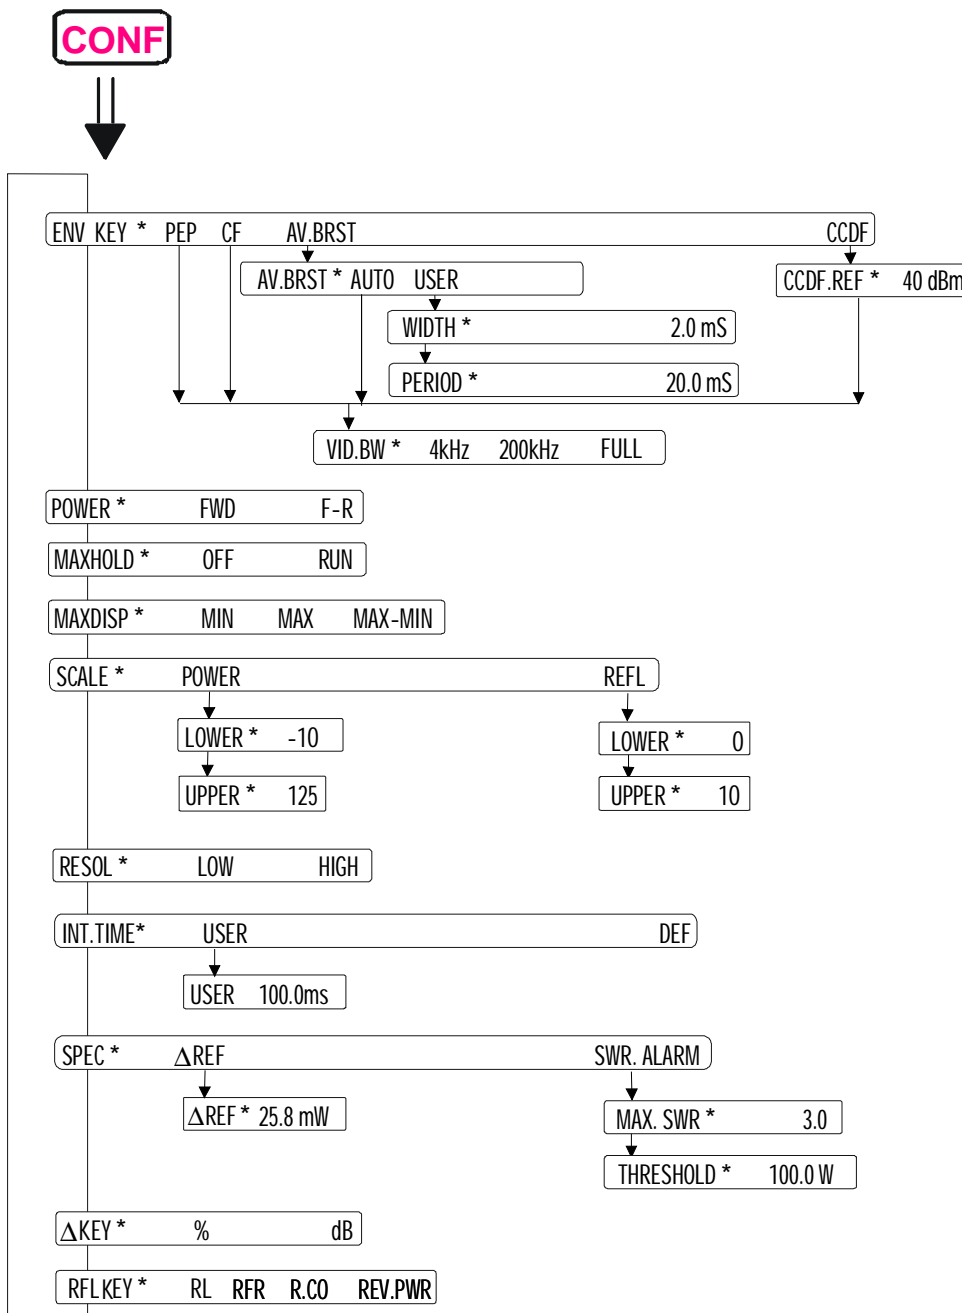 CONF
ENV KEY * PEP CF AV.BRST CCDF
AV.BRST * AUTO USER
CCDF.REF * 40 dBm
WIDTH * 2.0 mS
PERIOD * 20.0 mS
VID.BW * 4kHz 200kHz FULL
POWER * FWD F-R
MAXHOLD * OFF RUN
MAXDISP * MIN MAX MAX-MIN
SCALE * POWER REFL
LOWER * -10
LOWER * 0
UPPER * 125
UPPER * 10
RESOL * LOW HIGH
INT.TIME* USER DEF
USER 100.0ms
SPEC * ΔREF SWR. ALARM
ΔREF * 25.8 mW
MAX. SWR * 3.0
THRESHOLD * 100.0 W
ΔKEY * % dB
RFL KEY * RL RFR R.CO REV.PWR